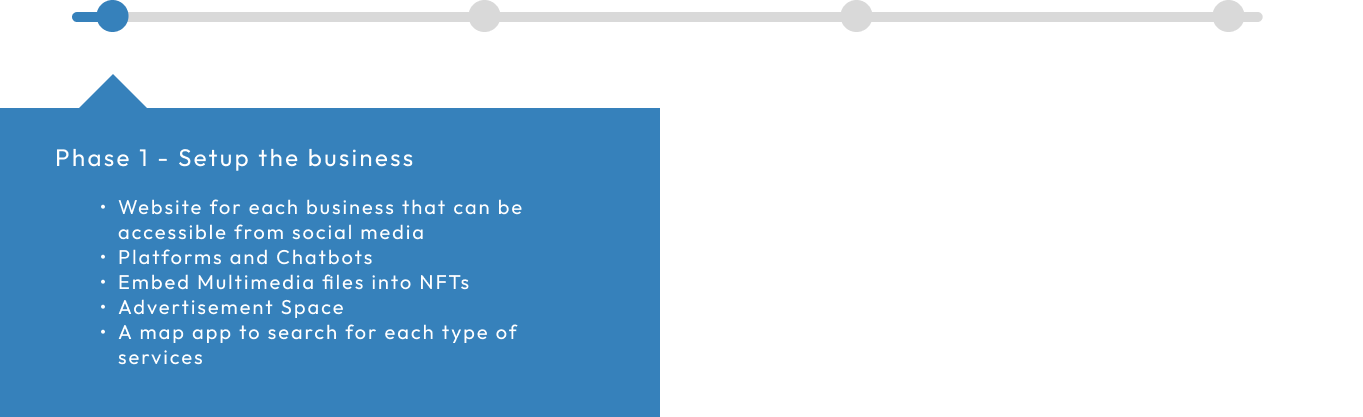 Phase 1 - Setup the business
• Website for each business that can be
accessible from social media
• Platforms and Chatbots
• Embed Multimedia files into NFTs
• Advertisement Space
• A map app to search for each type of
services